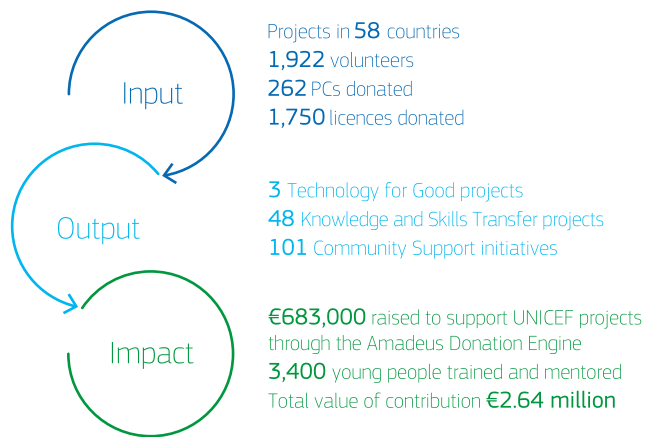 Input
Projects in 58 countries
1,922 volunteers
262 PCs donated
1,750 licences donated
Output
3 Technology for Good projects
48 Knowledge and Skills Transfer projects
101 Community Support initiatives
Impact
€683,000 raised to support UNICEF projects
through the Amadeus Donation Engine
3,400 young people trained and mentored
Total value of contribution €2.64 million